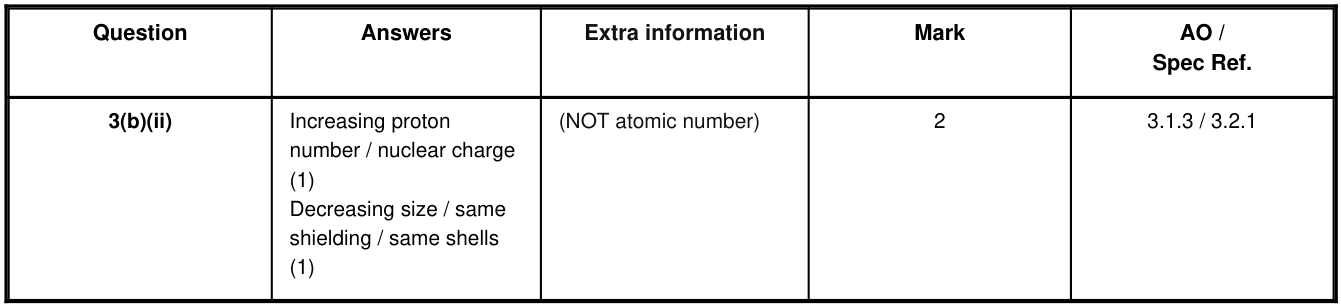 Question Answers Extra information Mark AO /
Spec Ref.
3(b)(ii) Increasing proton (NOT atomic number) 2 3.1.3 / 3.2.1
number / nuclear charge
(1)
Decreasing size / same
shielding / same shells
(1)